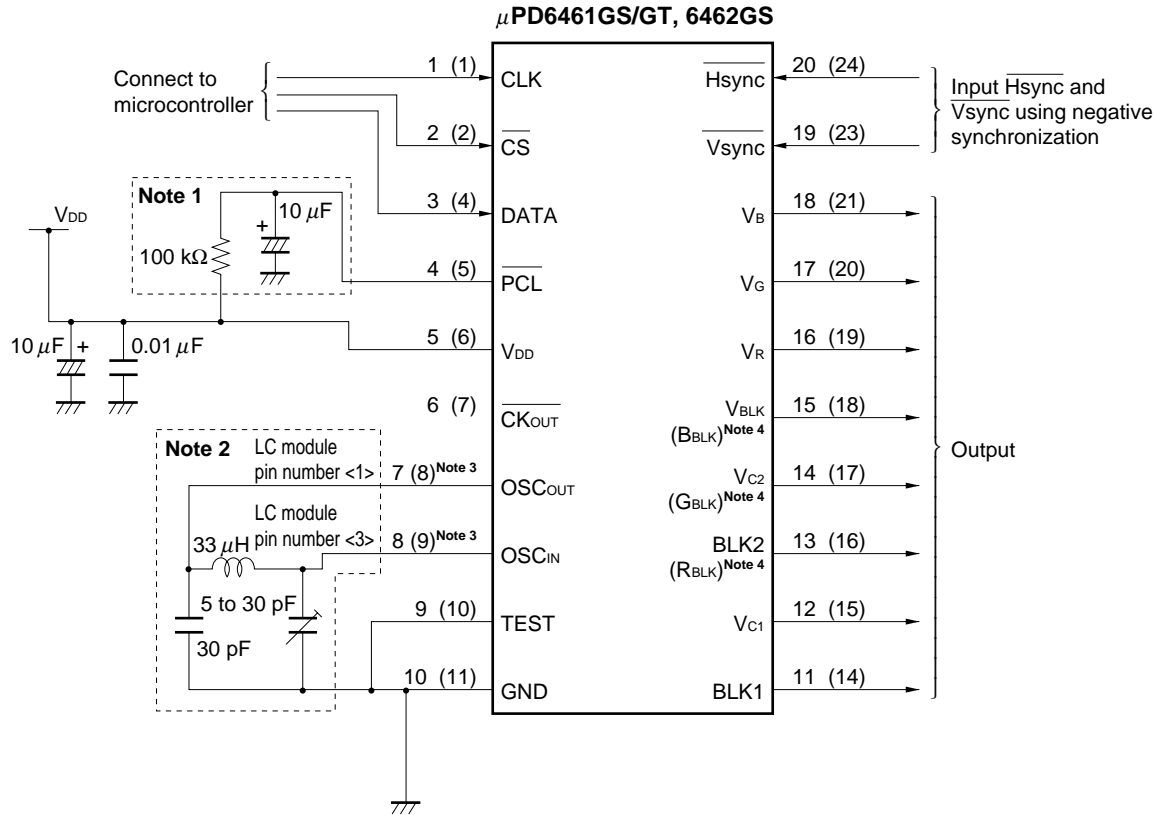 μPD6461GS/GT, 6462GS
Connect to
microcontroller
1 (1)
CLK
2 (2)
CS
3 (4)
DATA
4 (5)
PCL
5 (6)
VDD
6 (7)
CKOUT
7 (8)Note 3
OSCOUT
8 (9)Note 3
OSCIN
9 (10)
TEST
10 (11)
GND
Note 1
10 μF
+
100 kΩ
VDD
10 μF +
0.01 μF
Note 2
LC module
pin number <1>
LC module
pin number <3>
33 μH
5 to 30 pF
30 pF
Hsync
20 (24)
Vsync
19 (23)
VB
18 (21)
VG
17 (20)
VR
16 (19)
VBLK
(BBLK)Note 4
15 (18)
VC2
(GBLK)Note 4
14 (17)
BLK2
(RBLK)Note 4
13 (16)
VC1
12 (15)
BLK1
11 (14)
Input Hsync and
Vsync using negative
synchronization
Output